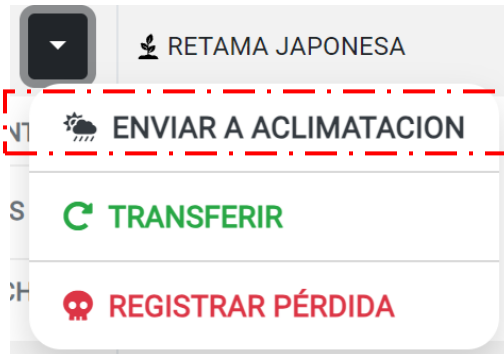 RETAMA JAPONESA
ENVIAR A ACLIMATACION
TRANSFERIR
REGISTRAR PÉRDIDA